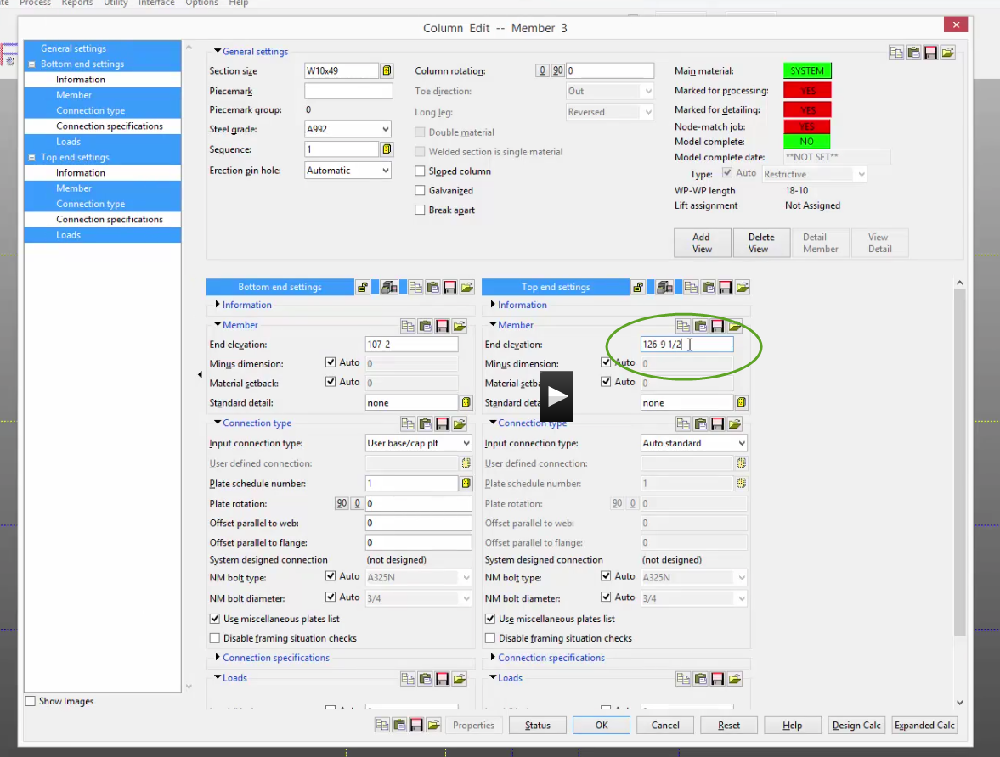 Process Reports Utility Interface Options Help
Column Edit -- Member 3
General settings
Bottom end settings
Information
Member
Connection type
Connection specifications
Loads
Top end settings
Information
Member
Connection type
Connection specifications
Loads
Show Images
General settings
Section size W10x49
Piecemark
Piecemark group: 0
Steel grade: A992
Sequence: 1
Erection pin hole: Automatic
Column rotation: 0 90 0
Toe direction: Out
Long leg: Reversed
Double material
Welded section is single material
Sloped column
Galvanized
Break apart
Main material: SYSTEM
Marked for processing: YES
Marked for detailing: YES
Node-match job: YES
Model complete: NO
Model complete date: **NOT SET**
Type: Auto Restrictive
WP-WP length 18-10
Lift assignment Not Assigned
Add View
Delete View
Detail Member
View Detail
Bottom end settings
Information
Member
End elevation: 107-2
Minus dimension: Auto 0
Material setback: Auto 0
Standard detail: none
Connection type
Input connection type: User base/cap plt
User defined connection:
Plate schedule number: 1
Plate rotation: 90 0 0
Offset parallel to web: 0
Offset parallel to flange: 0
System designed connection (not designed)
NM bolt type: Auto A325N
NM bolt diameter: Auto 3/4
Use miscellaneous plates list
Disable framing situation checks
Connection specifications
Loads
Top end settings
Information
Member
End elevation: 126-9 1/2
Minus dimension: Auto 0
Material setba Auto 0
Standard deta none
Connection type
Input connection type: Auto standard
User defined connection:
Plate schedule number: 1
Plate rotation: 90 0 0
Offset parallel to web: 0
Offset parallel to flange: 0
System designed connection (not designed)
NM bolt type: Auto A325N
NM bolt diameter: Auto 3/4
Use miscellaneous plates list
Disable framing situation checks
Connection specifications
Loads
Properties Status OK Cancel Reset Help Design Calc Expanded Calc